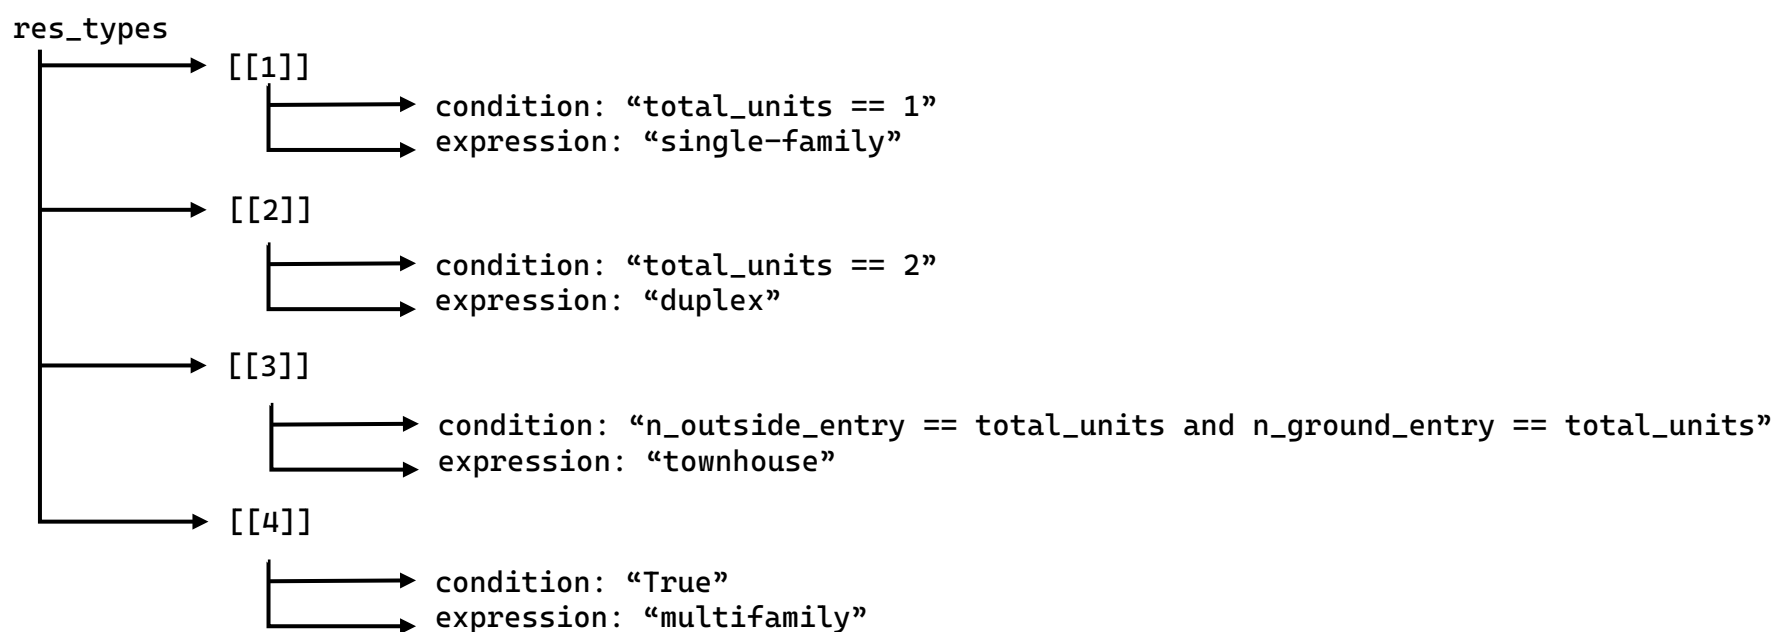 res_types
[[1]]
condition: “total_units == 1”
expression: “single-family”
[[2]]
condition: “total_units == 2”
expression: “duplex”
[[3]]
condition: “n_outside_entry == total_units and n_ground_entry == total_units”
expression: “townhouse”
[[4]]
condition: “True”
expression: “multifamily”